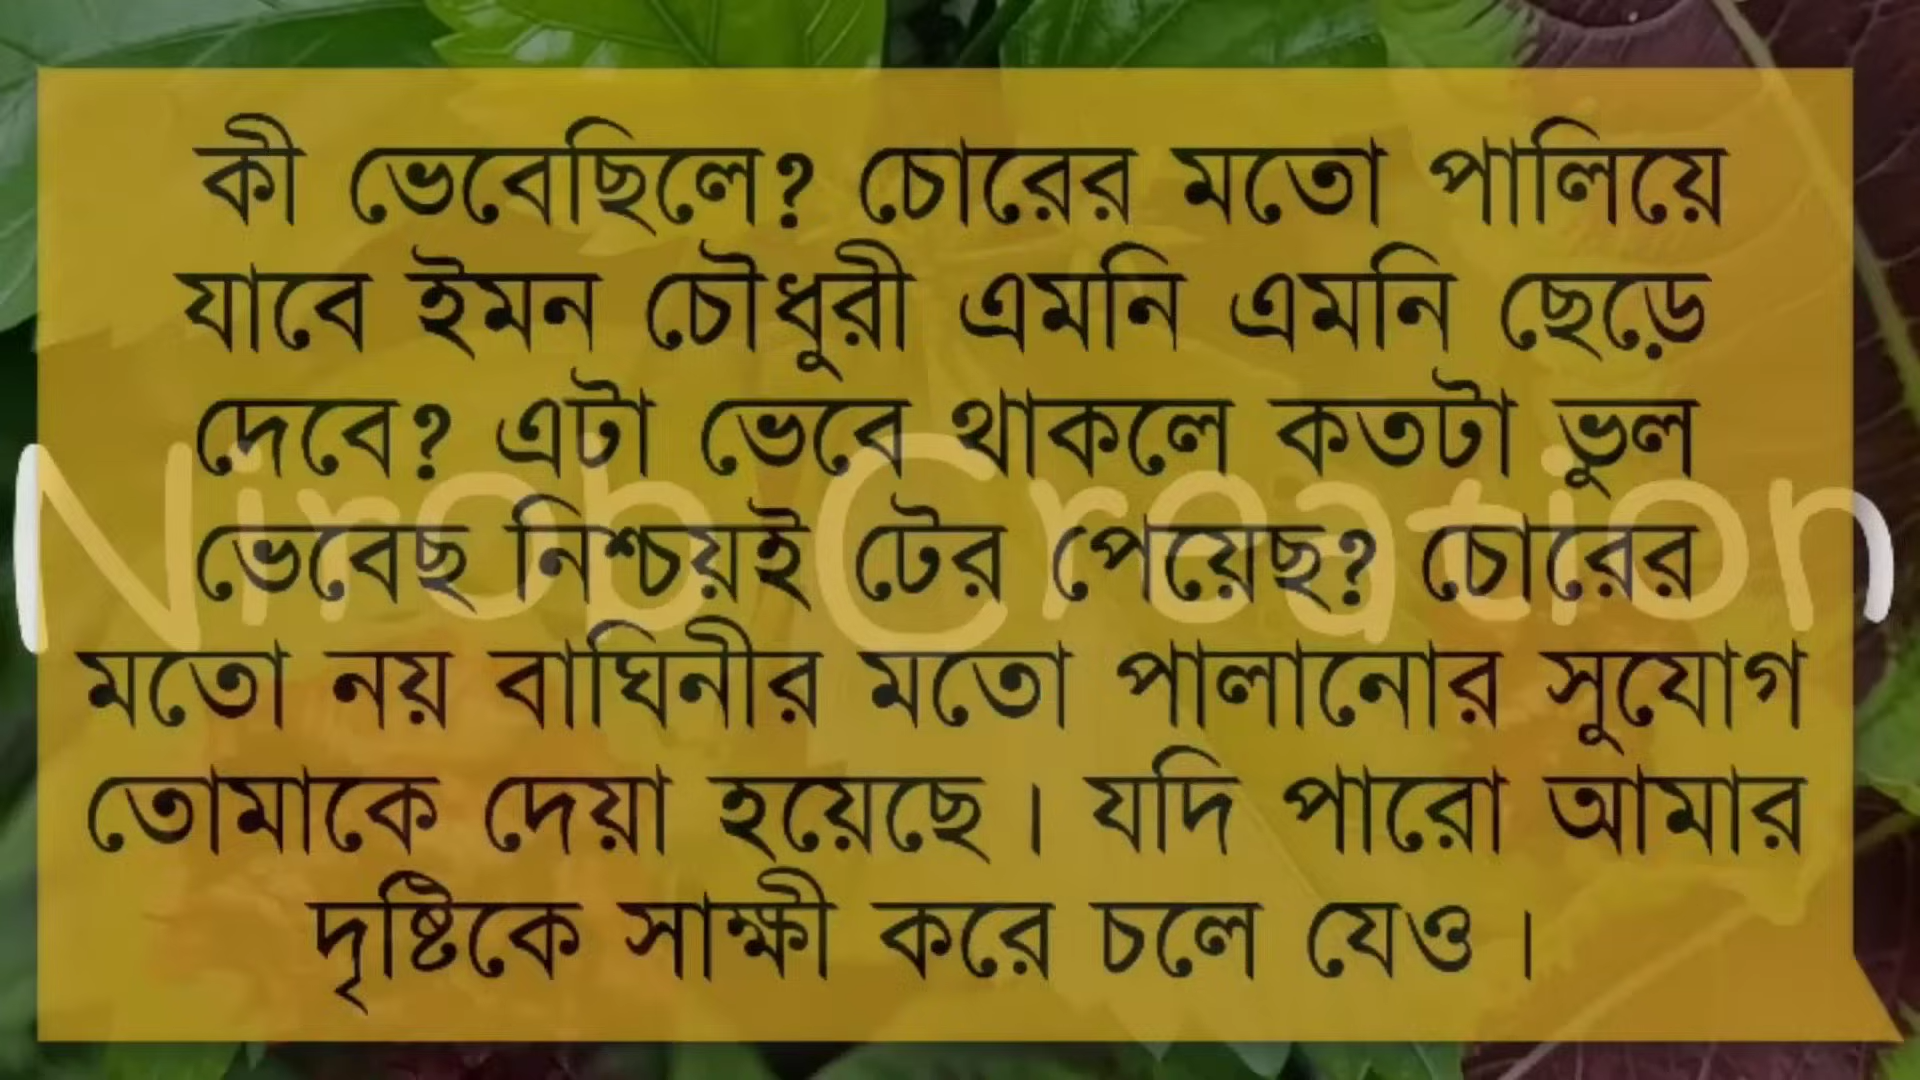 কী ভেবেছিলে? চোরের মতো পালিয়ে
যাবে ইমন চৌধুরী এমনি এমনি ছেড়ে
দেবে? এটা ভেবে থাকলে কতটা ভুল
ভেবেছ নিশ্চয়ই টের পেয়েছ? চোরের
মতো নয় বাঘিনীর মতো পালানোর সুযোগ
তোমাকে দেয়া হয়েছে। যদি পারো আমার
দৃষ্টিকে সাক্ষী করে চলে যেও।
Nirob Creation